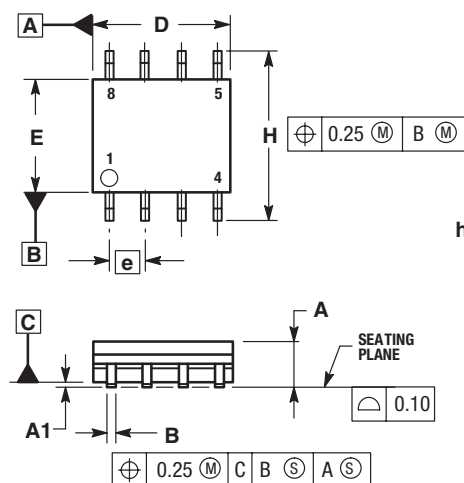 A
D
8
5
E
H
⌖ 0.25 Ⓜ B Ⓜ
1
4
B
e
h
C
A
SEATING
PLANE
⌓ 0.10
A1
B
⌖ 0.25 Ⓜ C B Ⓢ A Ⓢ